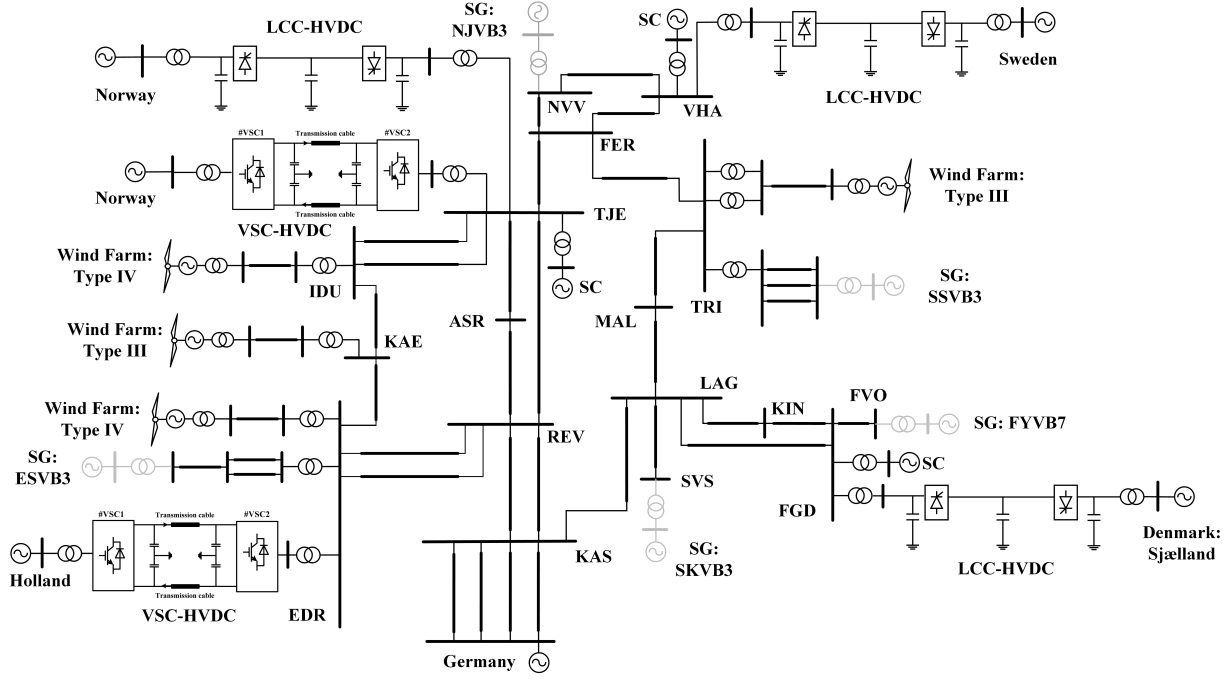 SG:
NJVB3
SC
LCC-HVDC
Norway
Sweden
LCC-HVDC
NVV
VHA
FER
#VSC1
Transmission cable
#VSC2
Norway
Transmission cable
VSC-HVDC
Wind Farm:
Type III
TJE
Wind Farm:
Type IV
IDU
SC
TRI
SG:
SSVB3
MAL
ASR
Wind Farm:
Type III
KAE
LAG
KIN
FVO
Wind Farm:
Type IV
REV
SG: FYVB7
SG:
ESVB3
SC
SVS
FGD
#VSC1
Transmission cable
#VSC2
Holland
Transmission cable
VSC-HVDC
EDR
KAS
SG:
SKVB3
Denmark:
Sjælland
LCC-HVDC
Germany